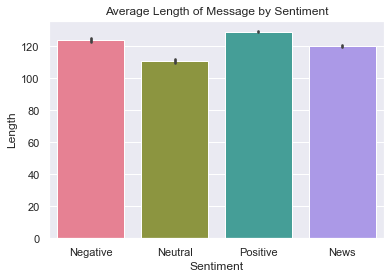 Average Length of Message by Sentiment
120
100
80
60
40
20
0
Length
Negative Neutral Positive News
Sentiment